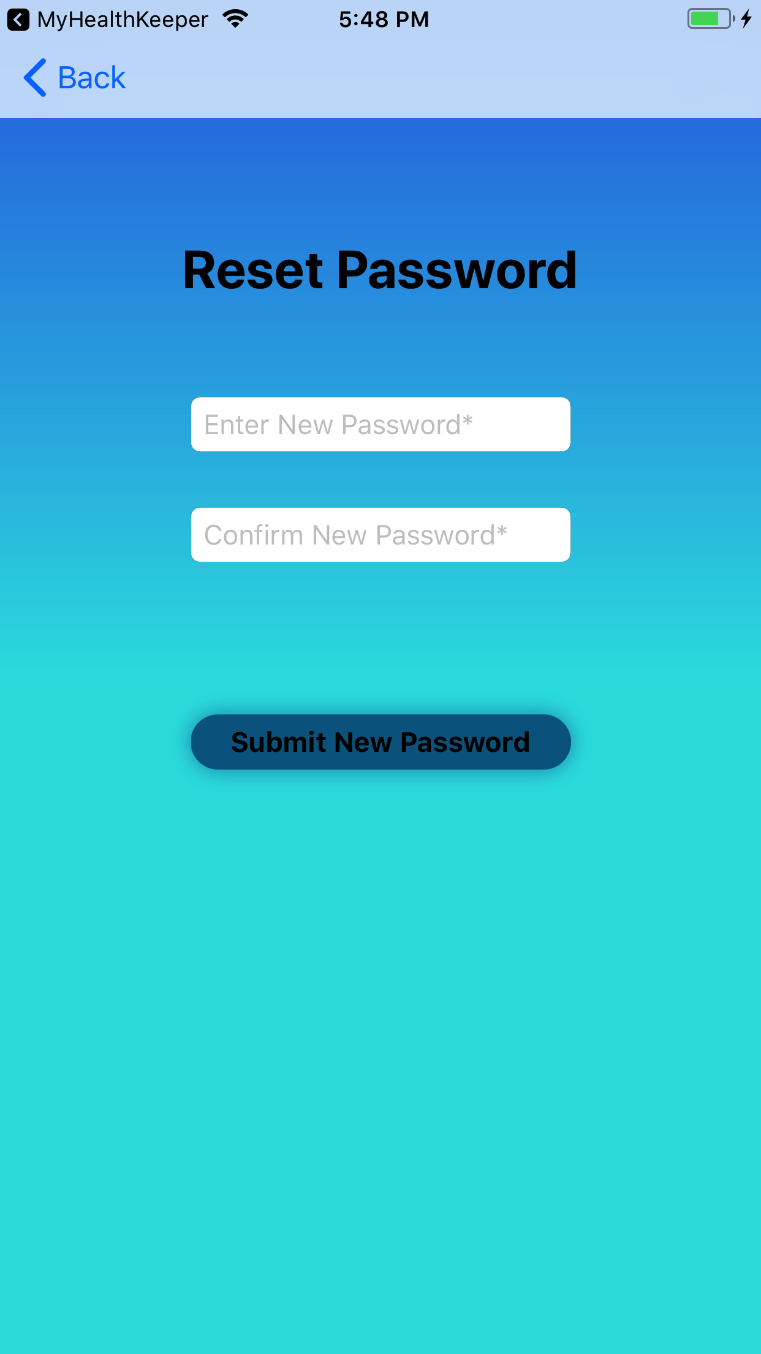 MyHealthKeeper 5:48 PM
Back
Reset Password
Enter New Password*
Confirm New Password*
Submit New Password